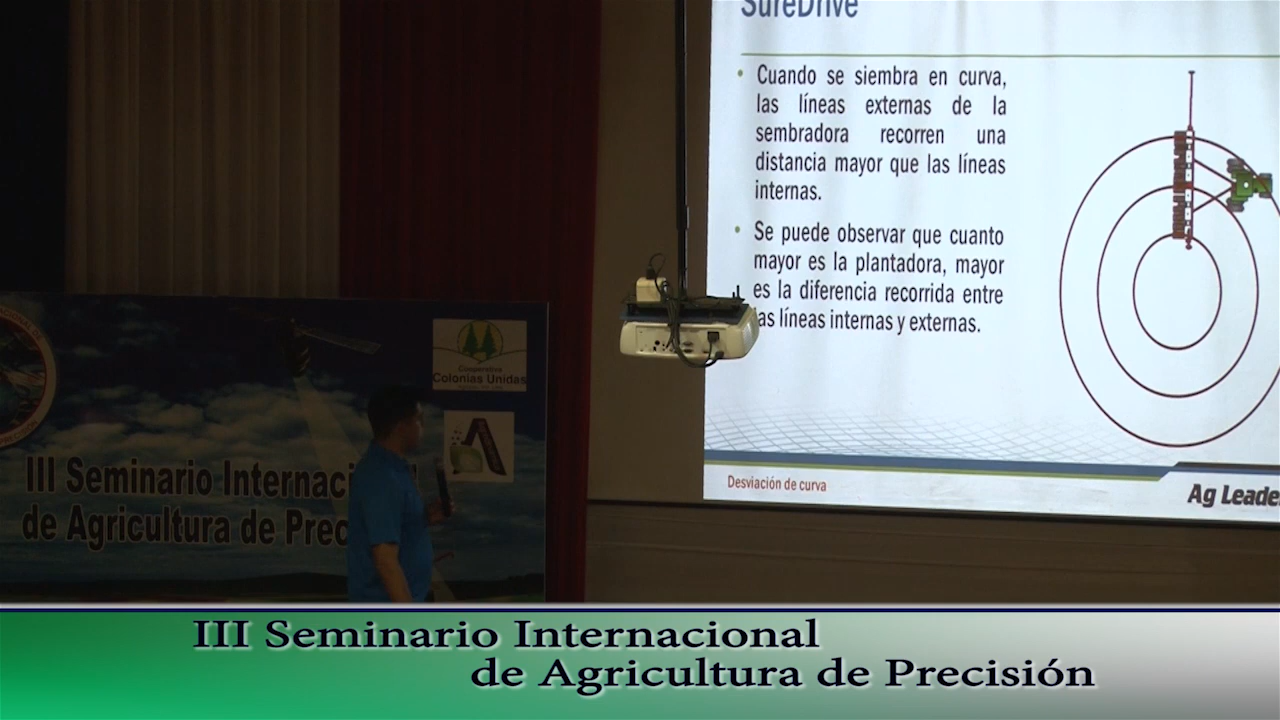 SureDrive
• Cuando se siembra en curva,
las líneas externas de la
sembradora recorren una
distancia mayor que las líneas
internas.
• Se puede observar que cuanto
mayor es la plantadora, mayor
es la diferencia recorrida entre
las líneas internas y externas.
Desviación de curva
Ag Leade
Cooperativa
Colonias Unidas
III Seminario Internaci
de Agricultura de Prec
III Seminario Internacional
de Agricultura de Precisión